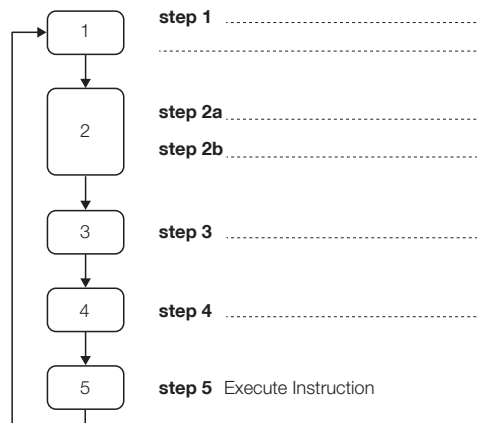 1
step 1
2
step 2a
step 2b
3
step 3
4
step 4
5
step 5 Execute Instruction